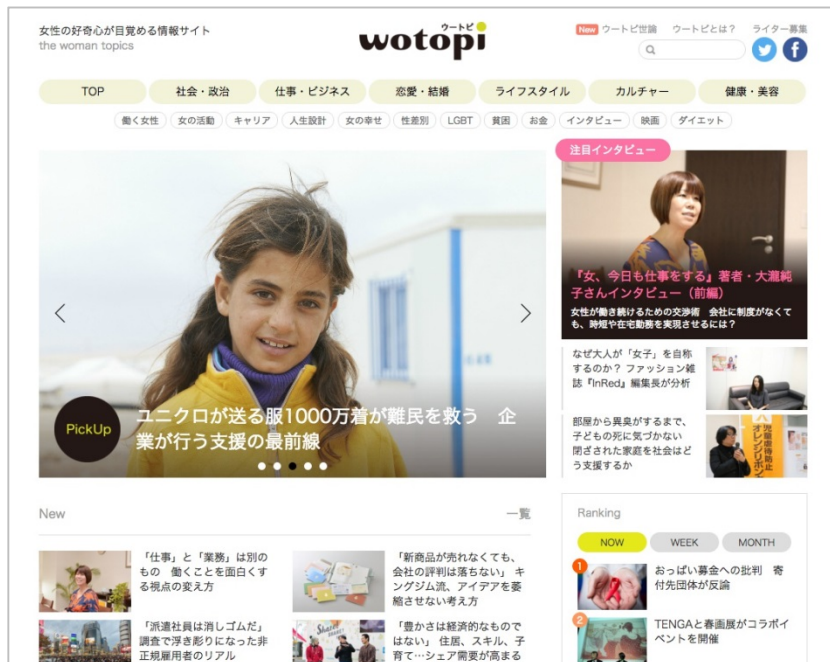 女性の好奇心が目覚める情報サイト
the woman topics
ウートピ
wotopi
New ウートピ世論 ウートピとは？ ライター募集
TOP 社会・政治 仕事・ビジネス 恋愛・結婚 ライフスタイル カルチャー 健康・美容
働く女性 女の活動 キャリア 人生設計 女の幸せ 性差別 LGBT 貧困 お金 インタビュー 映画 ダイエット
PickUp
ユニクロが送る服1000万着が難民を救う 企
業が行う支援の最前線
注目インタビュー
『女、今日も仕事をする』著者・大瀧純
子さんインタビュー（前編）
女性が働き続けるための交渉術 会社に制度がなくて
も、時短や在宅勤務を実現させるには？
なぜ大人が「女子」を自称
するのか？ ファッション雑
誌『InRed』編集長が分析
部屋から異臭がするまで、
子どもの死に気づかない
閉ざされた家庭を社会はど
う支援するか
児童虐待防止
オレンジリボン
New 一覧
「仕事」と「業務」は別の
もの 働くことを面白くす
る視点の変え方
「新商品が売れなくても、
会社の評判は落ちない」 キ
ングジム流、アイデアを萎
縮させない考え方
「派遣社員は消しゴムだ」
調査で浮き彫りになった非
正規雇用者のリアル
Share
「豊かさは経済的なもので
はない」 住居、スキル、子
育て…シェア需要が高まる
Ranking
NOW WEEK MONTH
1
おっぱい募金への批判 寄
付先団体が反論
2
TENGAと春画展がコラボイ
ベントを開催